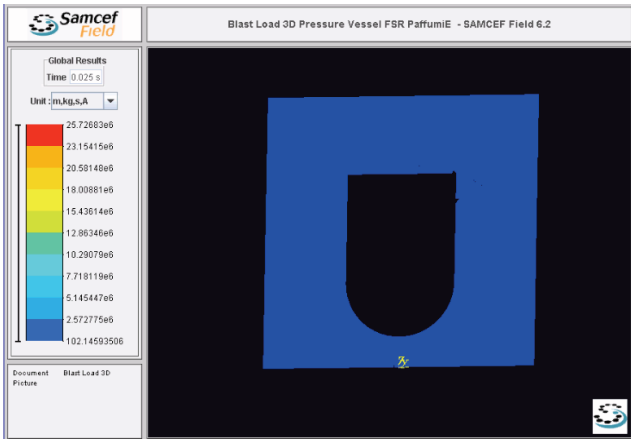 Samcef
Field
Blast Load 3D Pressure Vessel FSR PaffumiE - SAMCEF Field 6.2
Global Results
Time 0.025 s
Unit : m,kg,s,A
25.72683e6
23.15415e6
20.58148e6
18.00881e6
15.43614e6
12.86346e6
10.29079e6
7.718119e6
5.145447e6
2.572775e6
102.14593506
Document Blast Load 3D
Picture